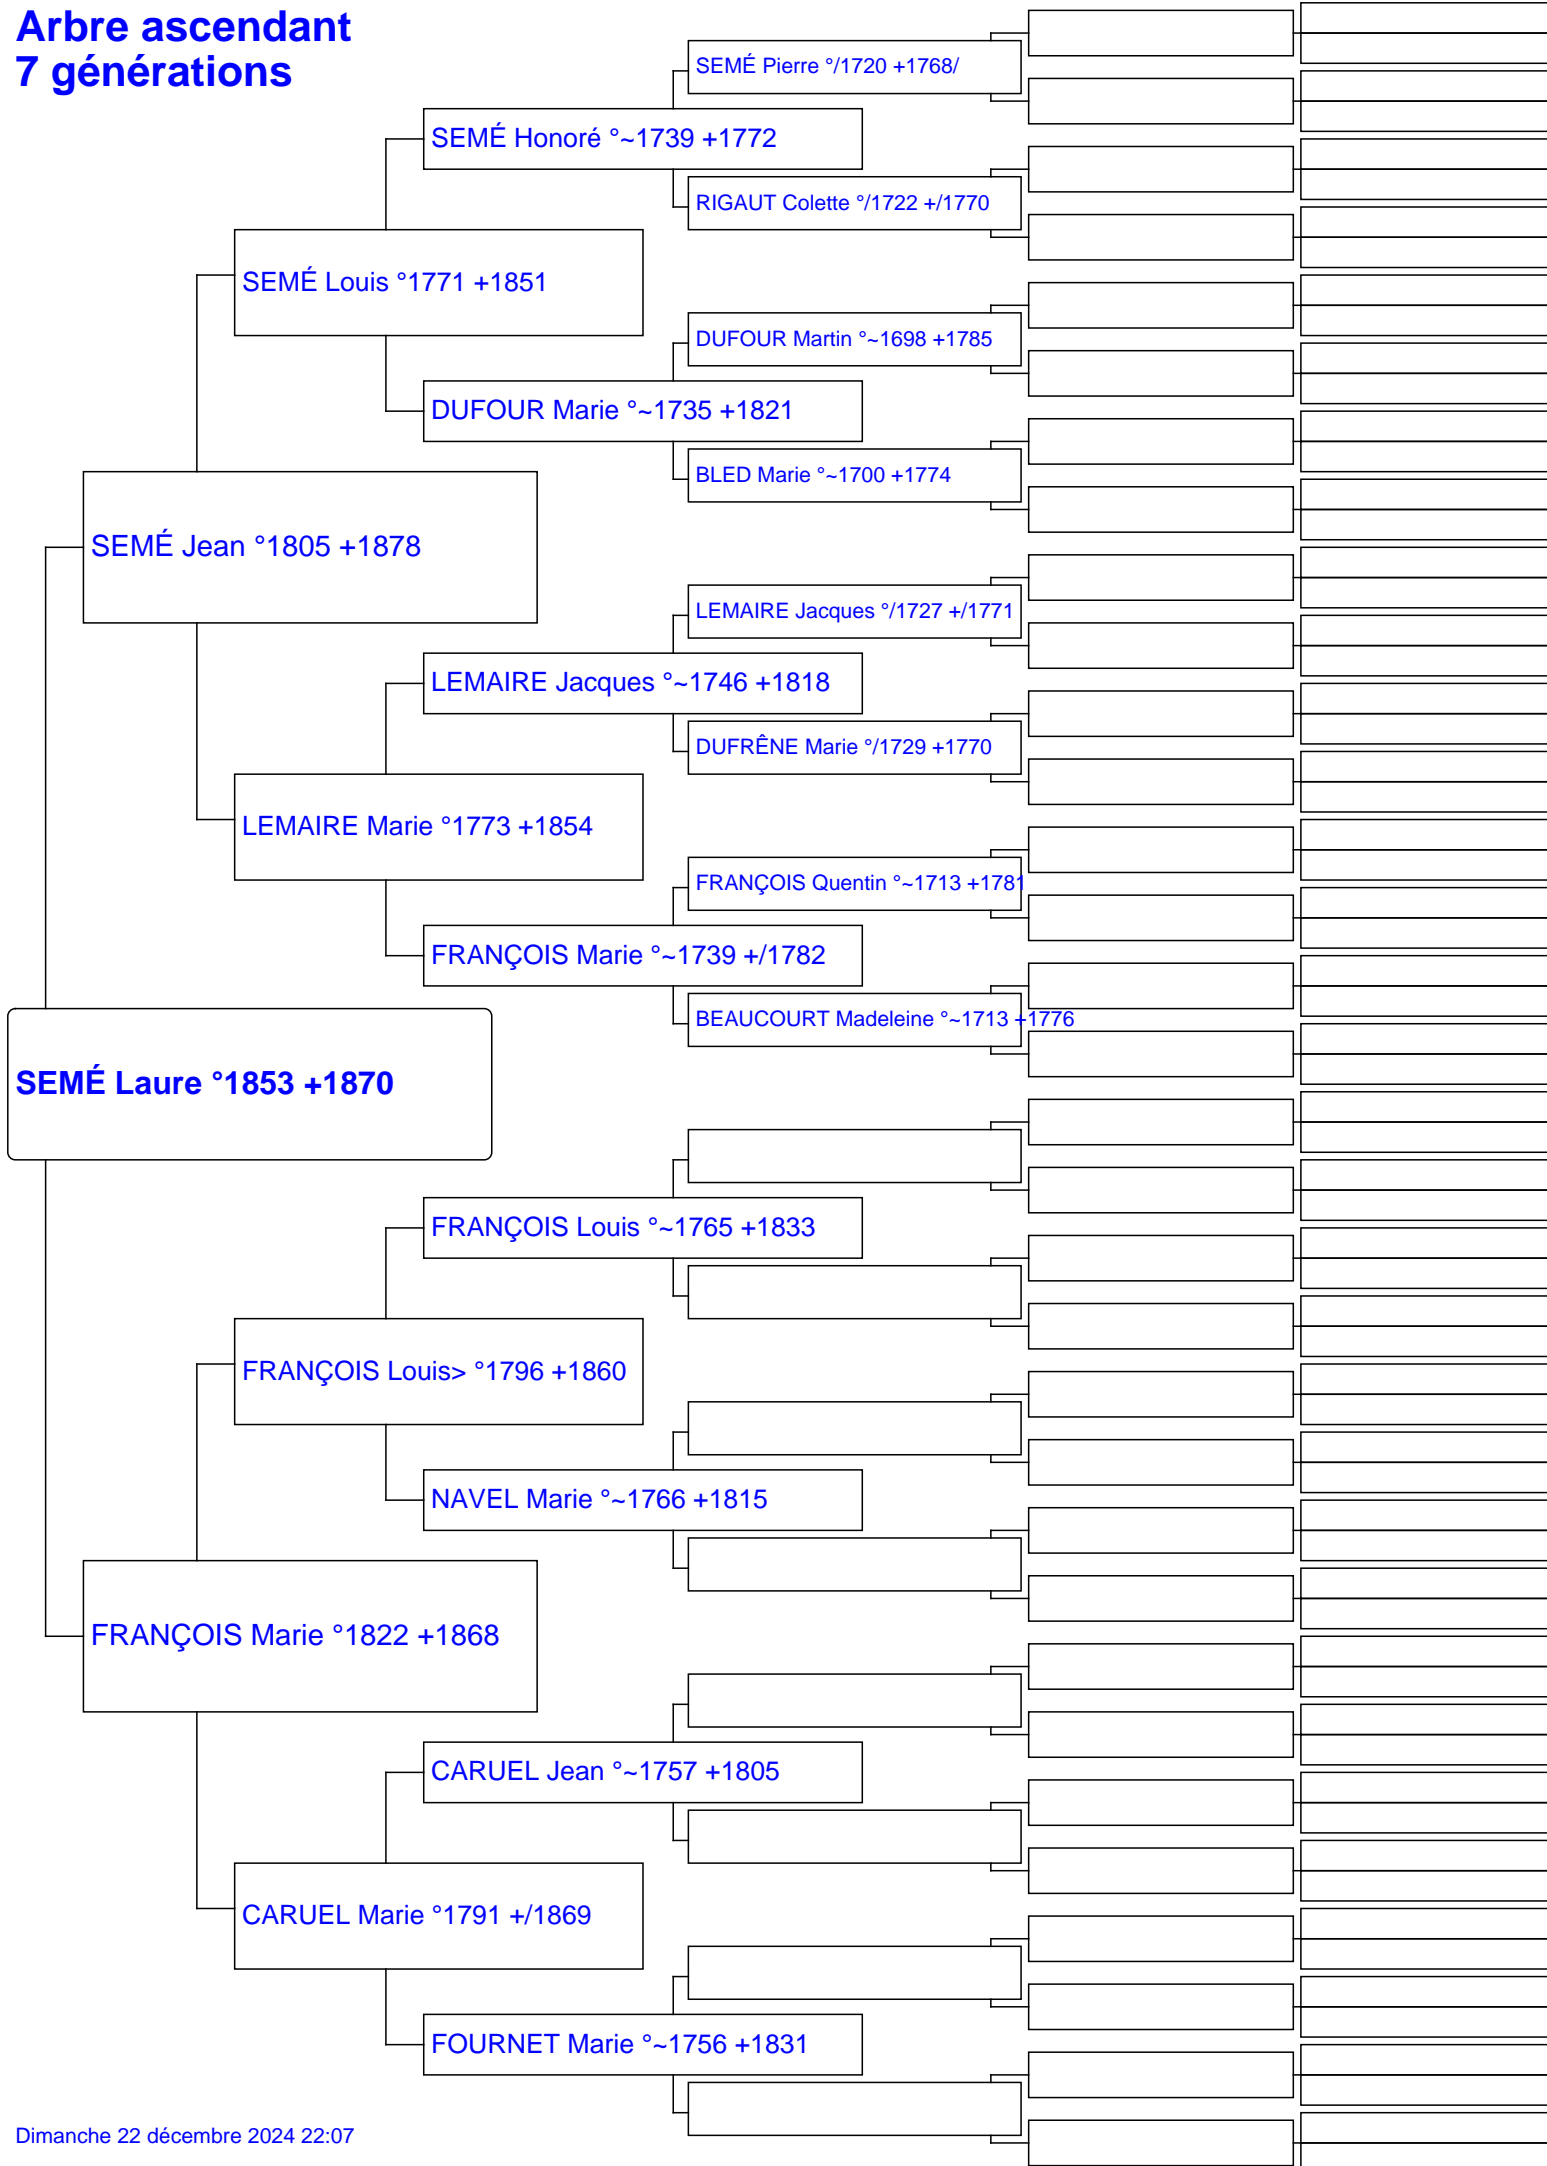 Arbre ascendant
7 générations
SEMÉ Pierre °/1720 +1768/
SEMÉ Honoré °~1739 +1772
RIGAUT Colette °/1722 +/1770
SEMÉ Louis °1771 +1851
DUFOUR Martin °~1698 +1785
DUFOUR Marie °~1735 +1821
BLED Marie °~1700 +1774
SEMÉ Jean °1805 +1878
LEMAIRE Jacques °/1727 +/1771
LEMAIRE Jacques °~1746 +1818
DUFRÊNE Marie °/1729 +1770
LEMAIRE Marie °1773 +1854
FRANÇOIS Quentin °~1713 +1781
FRANÇOIS Marie °~1739 +/1782
BEAUCOURT Madeleine °~1713 +1776
SEMÉ Laure °1853 +1870
FRANÇOIS Louis °~1765 +1833
FRANÇOIS Louis> °1796 +1860
NAVEL Marie °~1766 +1815
FRANÇOIS Marie °1822 +1868
CARUEL Jean °~1757 +1805
CARUEL Marie °1791 +/1869
FOURNET Marie °~1756 +1831
Dimanche 22 décembre 2024 22:07